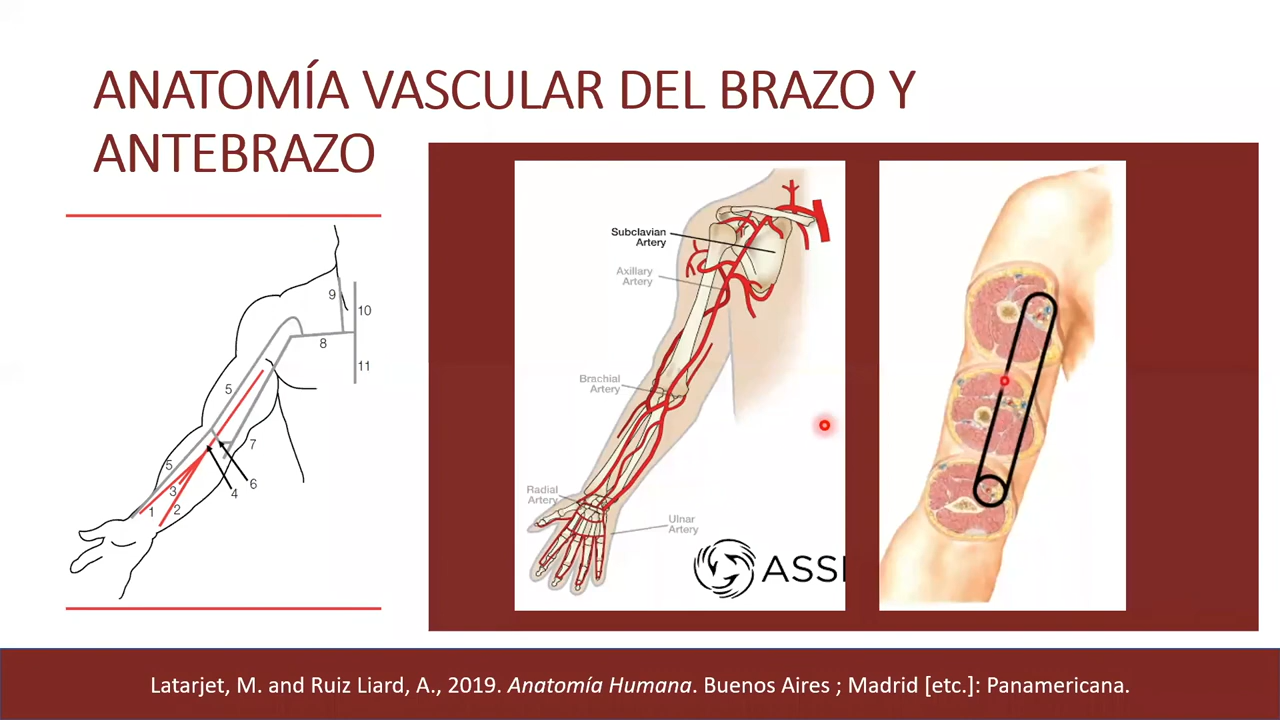 ANATOMÍA VASCULAR DEL BRAZO Y
ANTEBRAZO
9
10
8
11
5
7
5
6
3
4
1
2
Subclavian
Artery
Axillary
Artery
Brachial
Artery
Radial
Artery
Ulnar
Artery
ASSI
Latarjet, M. and Ruiz Liard, A., 2019. Anatomía Humana. Buenos Aires ; Madrid [etc.]: Panamericana.